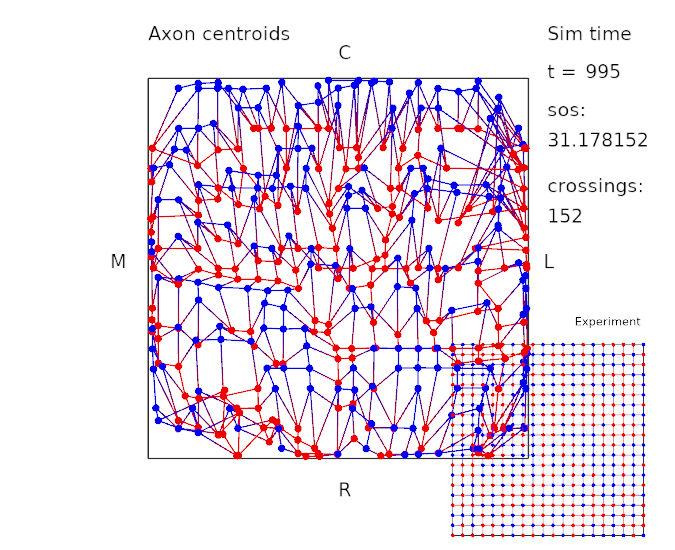 Axon centroids
C
Sim time
t = 995
sos:
31.178152
crossings:
152
M
L
Experiment
R